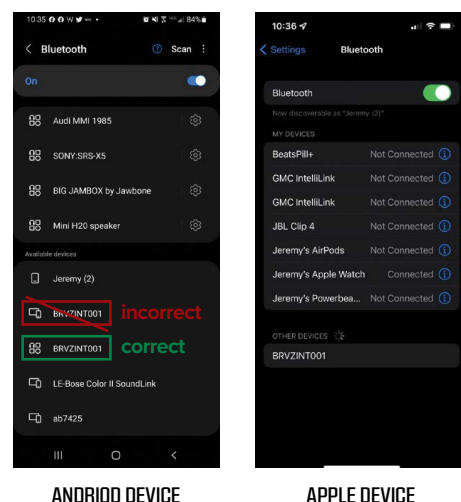 10:35
84%
Bluetooth
Scan
On
Audi MMI 1985
SONY:SRS-X5
BIG JAMBOX by Jawbone
Mini H20 speaker
Available devices
Jeremy (2)
BRVZINT001 incorrect
BRVZINT001 correct
LE-Bose Color II SoundLink
ab7425
ANDRIOD DEVICE
10:36
Settings
Bluetooth
Bluetooth
Now discoverable as "Jeremy (2)".
MY DEVICES
BeatsPill+ Not Connected
GMC IntelliLink Not Connected
GMC IntelliLink Not Connected
JBL Clip 4 Not Connected
Jeremy's AirPods Not Connected
Jeremy's Apple Watch Connected
Jeremy's Powerbea... Not Connected
OTHER DEVICES
BRVZINT001
APPLE DEVICE